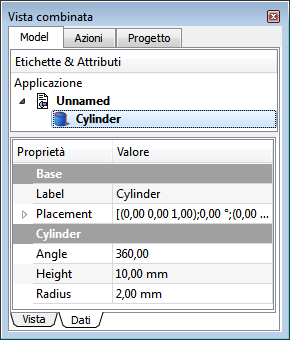 Vista combinata
Model Azioni Progetto
Etichette & Attributi
Applicazione
Unnamed
Cylinder
Proprietà Valore
Base
Label Cylinder
Placement [(0,00 0,00 1,00);0,00 °;(0,00 ...
Cylinder
Angle 360,00
Height 10,00 mm
Radius 2,00 mm
Vista Dati